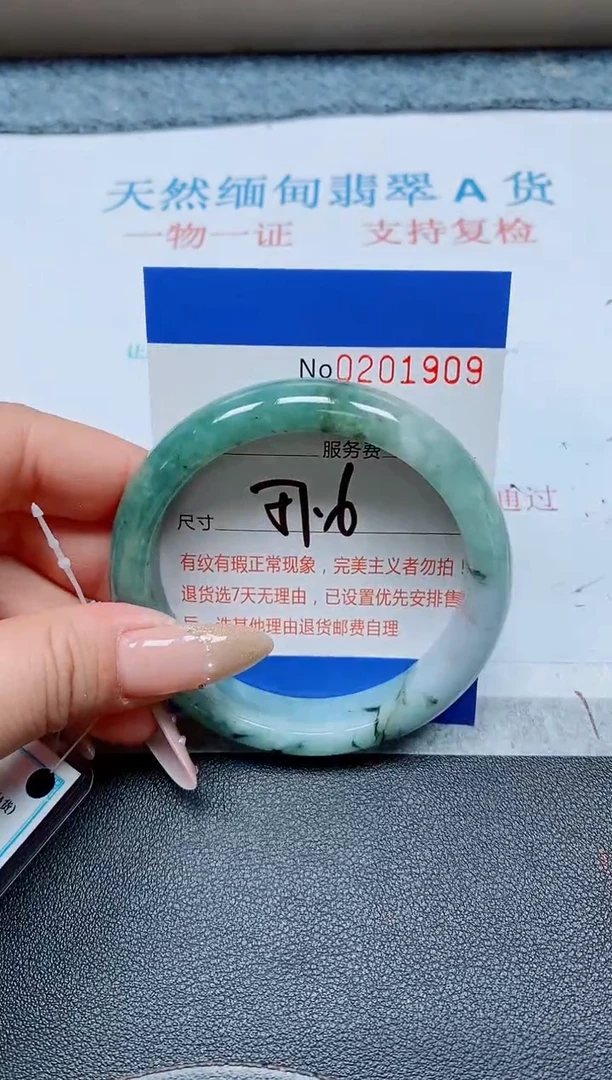 天然缅甸翡翠A货
一物一证 支持复检
No0201909
服务费
通过
尺寸
有纹有瑕正常现象，完美主义者勿拍！
退货选7天无理由，已设置优先安排售
选其他理由退货邮费自理